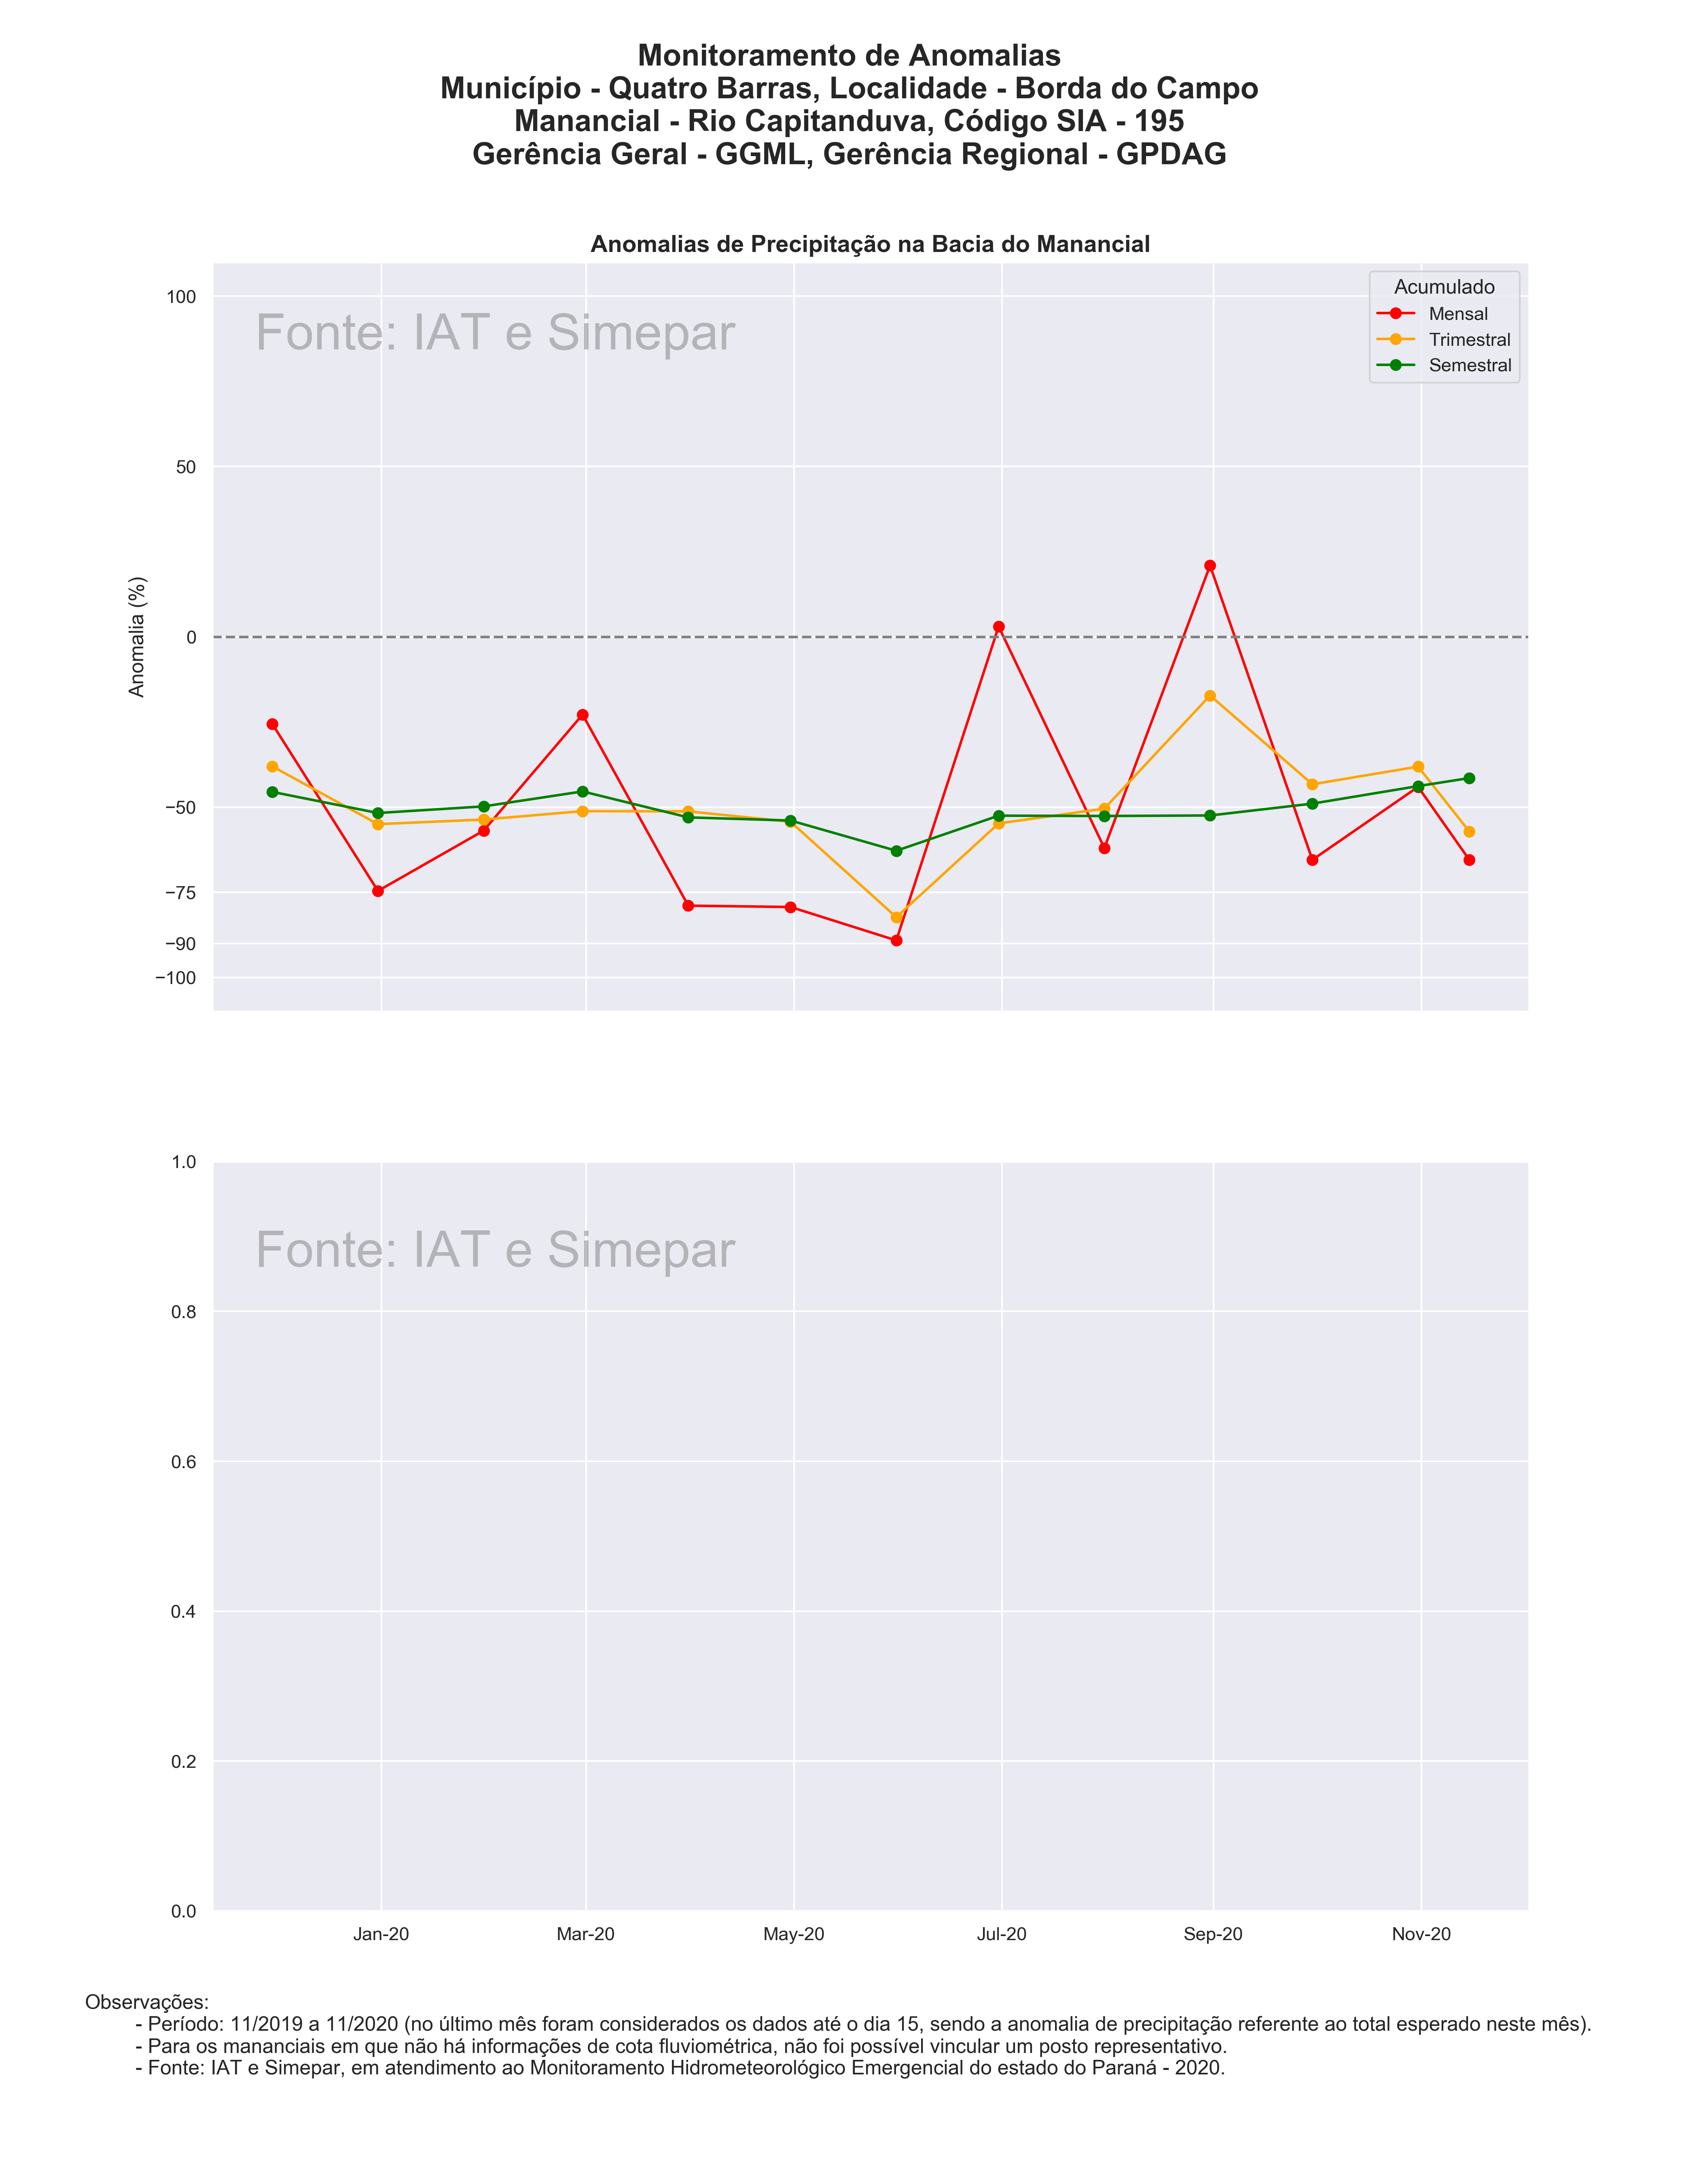 Monitoramento de Anomalias
Município - Quatro Barras, Localidade - Borda do Campo
Manancial - Rio Capitanduva, Código SIA - 195
Gerência Geral - GGML, Gerência Regional - GPDAG
Anomalias de Precipitação na Bacia do Manancial
Fonte: IAT e Simepar
Acumulado
Mensal
Trimestral
Semestral
Anomalia (%)
100
50
0
−50
−75
−90
−100
Fonte: IAT e Simepar
1.0
0.8
0.6
0.4
0.2
0.0
Jan-20 Mar-20 May-20 Jul-20 Sep-20 Nov-20
Observações:
- Período: 11/2019 a 11/2020 (no último mês foram considerados os dados até o dia 15, sendo a anomalia de precipitação referente ao total esperado neste mês).
- Para os mananciais em que não há informações de cota fluviométrica, não foi possível vincular um posto representativo.
- Fonte: IAT e Simepar, em atendimento ao Monitoramento Hidrometeorológico Emergencial do estado do Paraná - 2020.